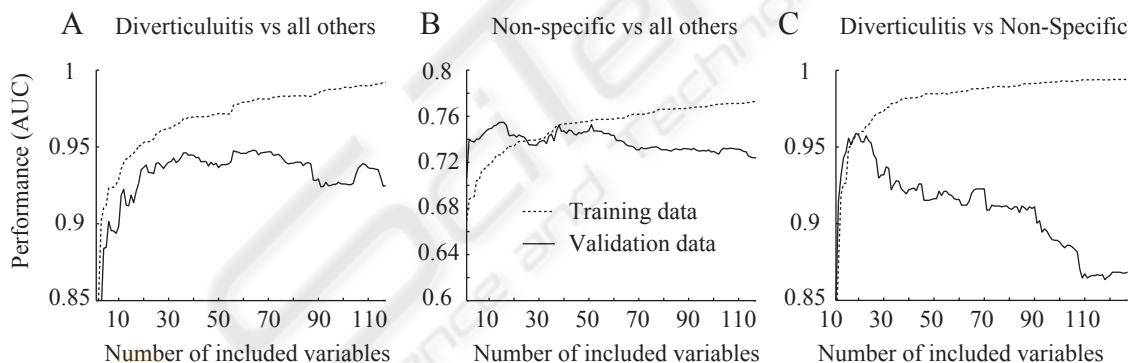 A Diverticuluitis vs all others
B Non-specific vs all others
C Diverticulitis vs Non-Specific
Performance (AUC)
1
0.95
0.9
0.85
10 30 50 70 90 110
Number of included variables
0.8
0.76
0.72
0.68
0.64
0.6
Training data
Validation data
10 30 50 70 90 110
Number of included variables
1
0.95
0.9
0.85
10 30 50 70 90 110
Number of included variables